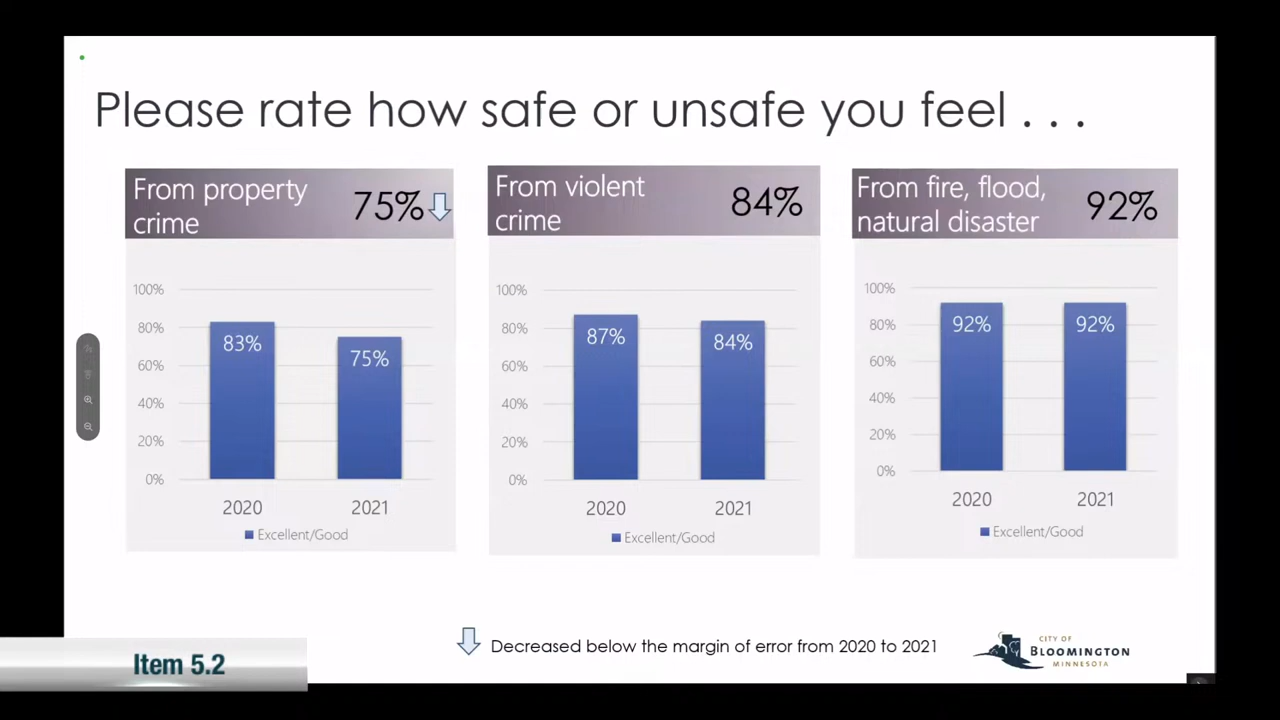 Please rate how safe or unsafe you feel . . .
From property
crime
75%
100%
80%
60%
40%
20%
0%
83%
75%
2020
2021
Excellent/Good
From violent
crime
84%
100%
80%
60%
40%
20%
0%
87%
84%
2020
2021
Excellent/Good
From fire, flood,
natural disaster
92%
100%
80%
60%
40%
20%
0%
92%
92%
2020
2021
Excellent/Good
Decreased below the margin of error from 2020 to 2021
CITY OF
BLOOMINGTON
MINNESOTA
Item 5.2